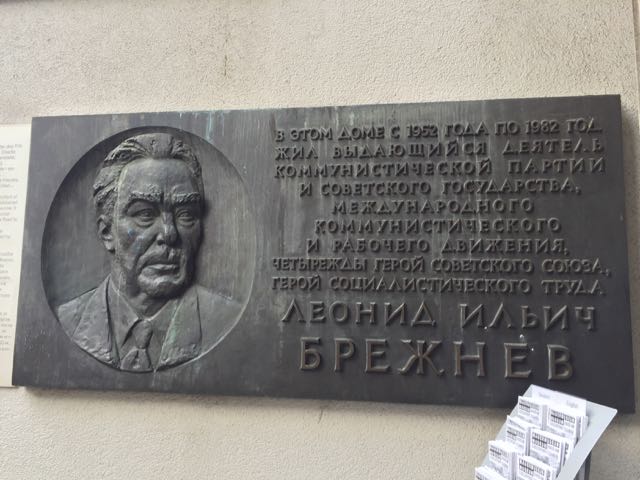 В ЭТОМ ДОМЕ С 1952 ГОДА ПО 1982 ГОД
ЖИЛ ВЫДАЮЩИЙСЯ ДЕЯТЕЛЬ
КОММУНИСТИЧЕСКОЙ ПАРТИИ
И СОВЕТСКОГО ГОСУДАРСТВА,
МЕЖДУНАРОДНОГО
КОММУНИСТИЧЕСКОГО
И РАБОЧЕГО ДВИЖЕНИЯ,
ЧЕТЫРЕЖДЫ ГЕРОЙ СОВЕТСКОГО СОЮЗА,
ГЕРОЙ СОЦИАЛИСТИЧЕСКОГО ТРУДА
ЛЕОНИД ИЛЬИЧ
БРЕЖНЕВ